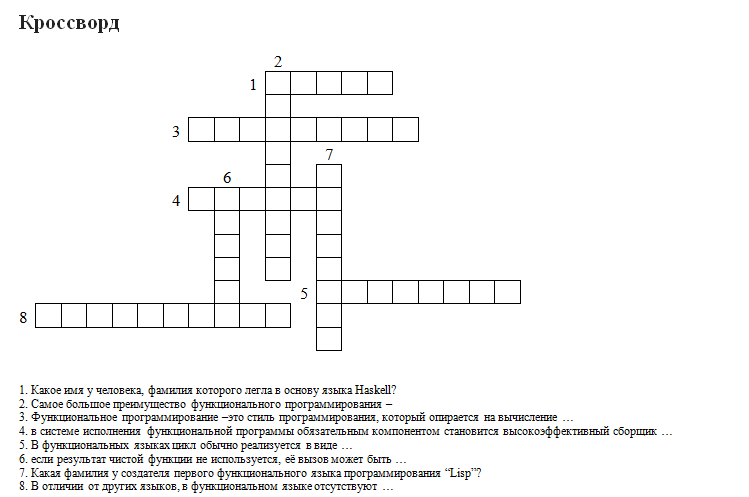 Кроссворд
2
1
3
7
6
4
5
8
1. Какое имя у человека, фамилия которого легла в основу языка Haskell?
2. Самое большое преимущество функционального программирования –
3. Функциональное программирование –это стиль программирования, который опирается на вычисление …
4. в системе исполнения функциональной программы обязательным компонентом становится высокоэффективный сборщик …
5. В функциональных языках цикл обычно реализуется в виде …
6. если результат чистой функции не используется, её вызов может быть …
7. Какая фамилия у создателя первого функционального языка программирования “Lisp”?
8. В отличии от других языков, в функциональном языке отсутствуют …